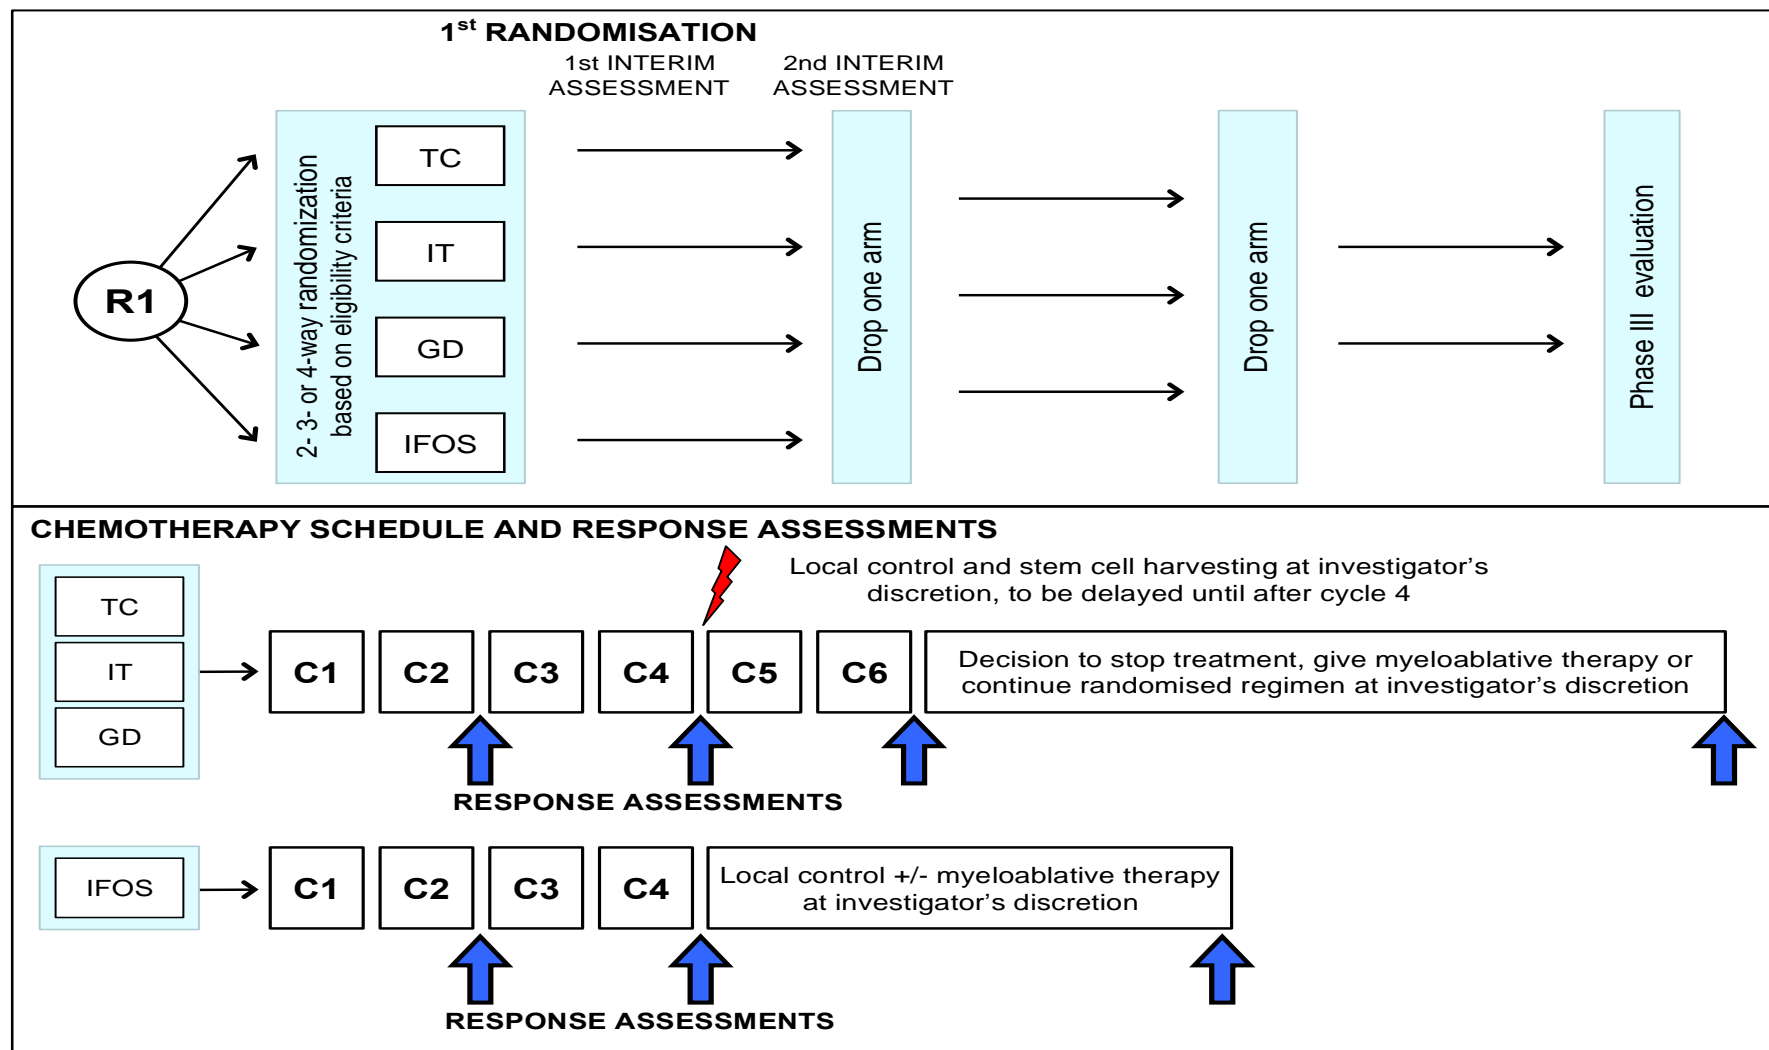 1st RANDOMISATION
1st INTERIM
ASSESSMENT
2nd INTERIM
ASSESSMENT
R1
2- 3- or 4-way randomization
based on eligibility criteria
TC
IT
GD
IFOS
Drop one arm
Drop one arm
Phase III evaluation
CHEMOTHERAPY SCHEDULE AND RESPONSE ASSESSMENTS
Local control and stem cell harvesting at investigator's
discretion, to be delayed until after cycle 4
TC
IT
GD
C1
C2
C3
C4
C5
C6
Decision to stop treatment, give myeloablative therapy or
continue randomised regimen at investigator's discretion
RESPONSE ASSESSMENTS
IFOS
C1
C2
C3
C4
Local control +/- myeloablative therapy
at investigator's discretion
RESPONSE ASSESSMENTS